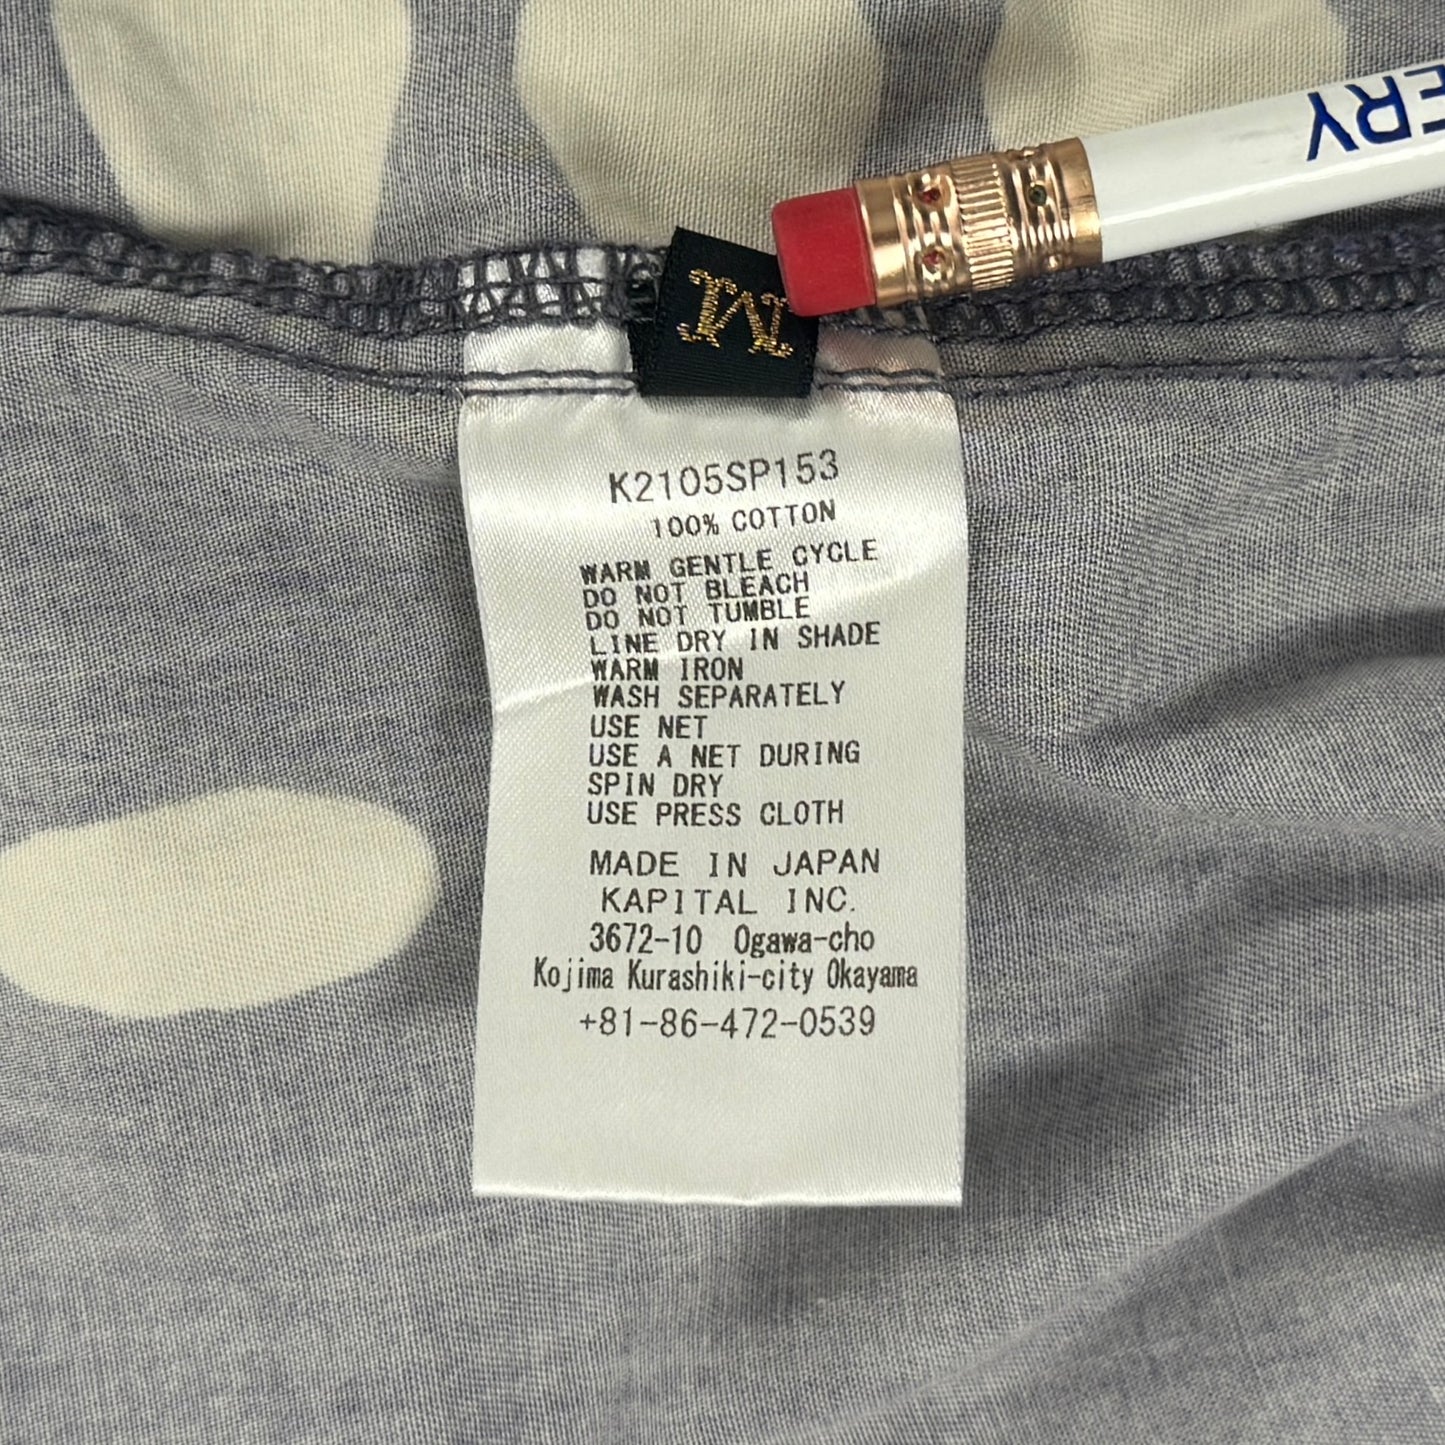 ERY
M
K2105SP153
100% COTTON
WARM GENTLE CYCLE
DO NOT BLEACH
DO NOT TUMBLE
LINE DRY IN SHADE
WARM IRON
WASH SEPARATELY
USE NET
USE A NET DURING
SPIN DRY
USE PRESS CLOTH
MADE IN JAPAN
KAPITAL INC.
3672-10 Ogawa-cho
Kojima Kurashiki-city Okayama
+81-86-472-0539